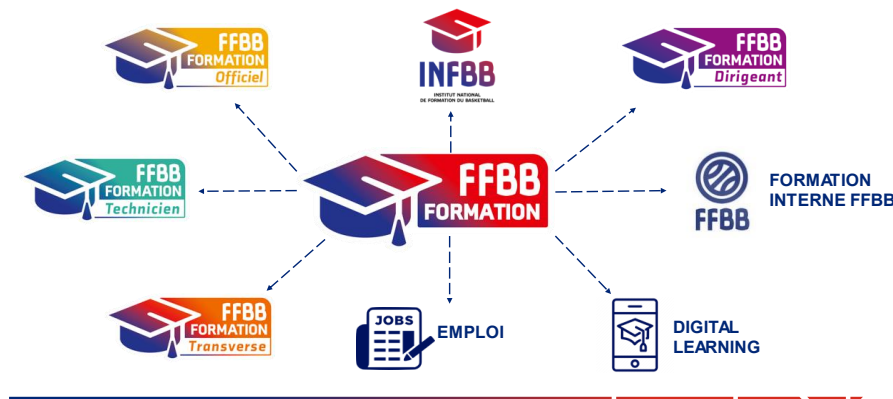 FFBB
FORMATION
Officiel
INFBB
INSTITUT NATIONAL
DE FORMATION DU BASKETBALL
FFBB
FORMATION
Dirigeant
FFBB
FORMATION
Technicien
FFBB
FORMATION
FFBB
FORMATION
INTERNE FFBB
FFBB
FORMATION
Transverse
JOBS
EMPLOI
DIGITAL
LEARNING